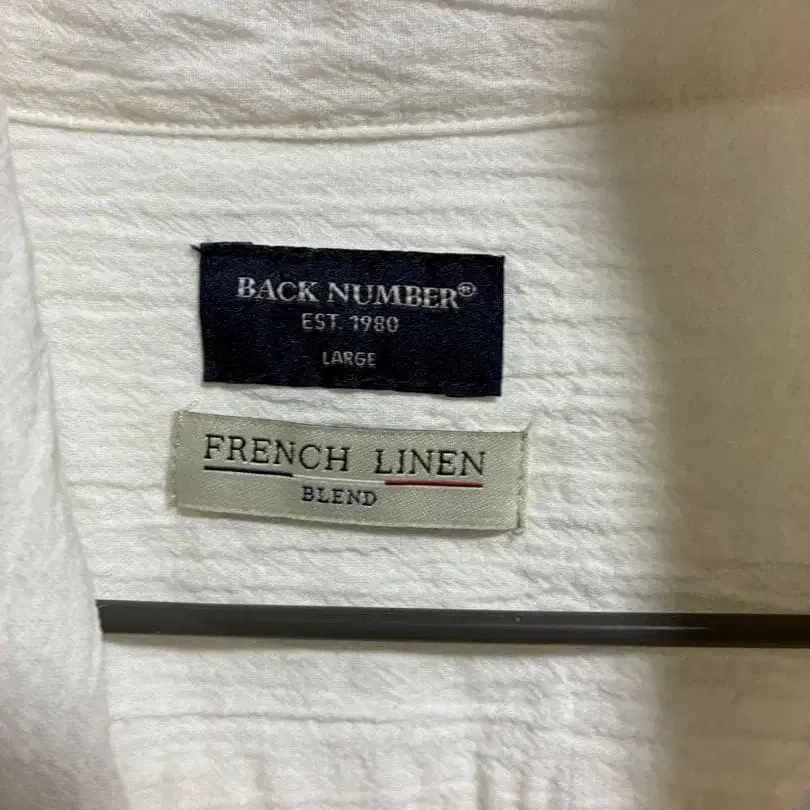 BACK NUMBER®
EST. 1980
LARGE
FRENCH LINEN
BLEND